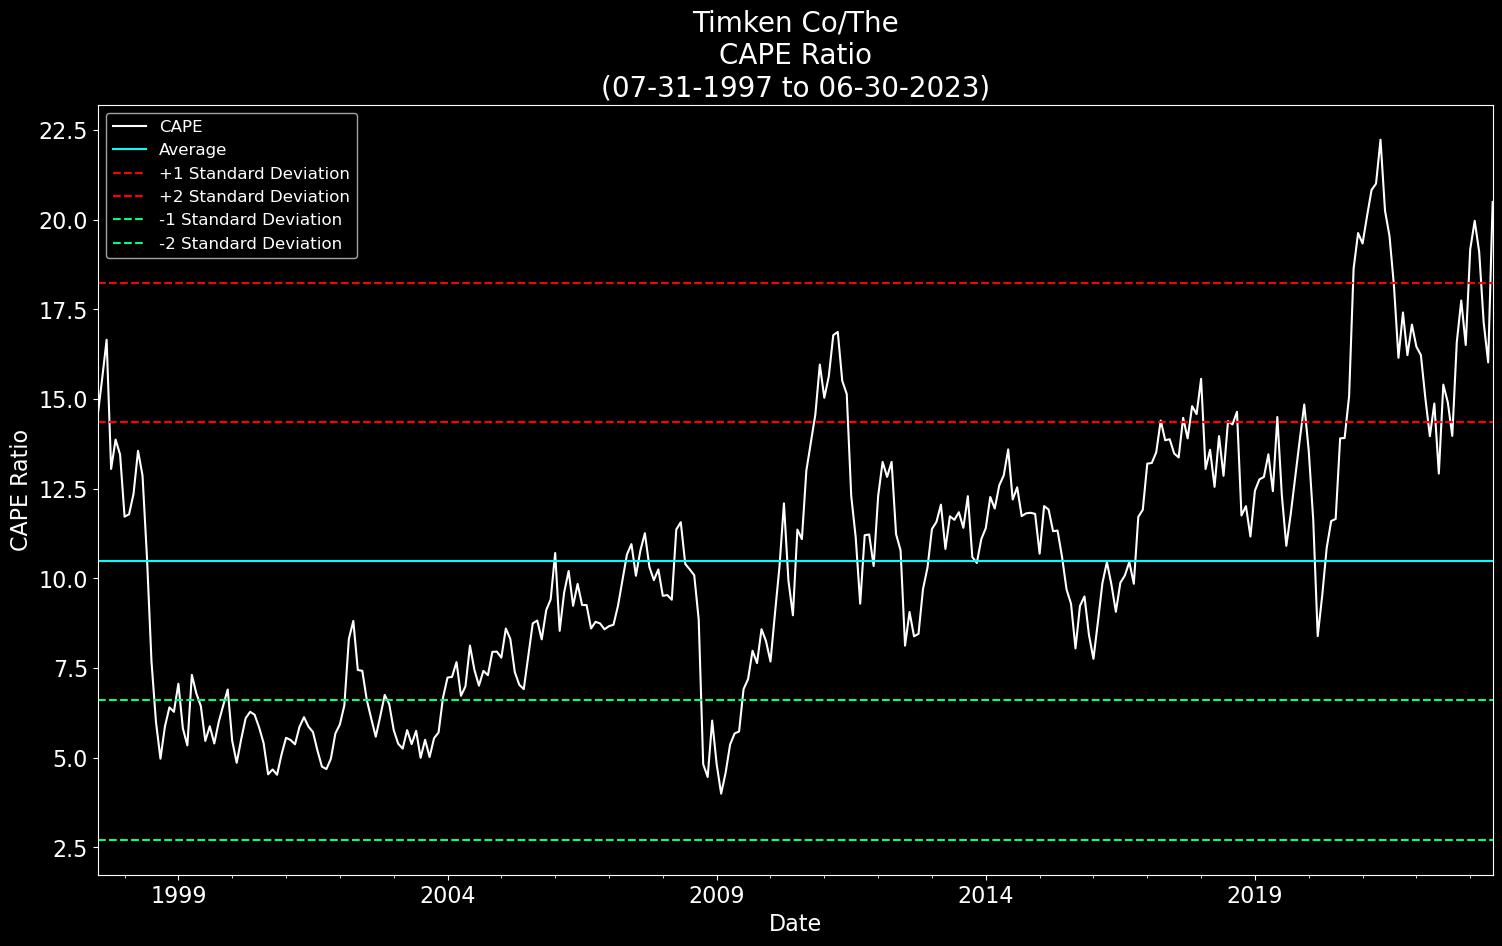 Timken Co/The
CAPE Ratio
(07-31-1997 to 06-30-2023)
CAPE
Average
+1 Standard Deviation
+2 Standard Deviation
-1 Standard Deviation
-2 Standard Deviation
22.5
20.0
17.5
15.0
12.5
10.0
7.5
5.0
2.5
CAPE Ratio
1999 2004 2009 2014 2019
Date